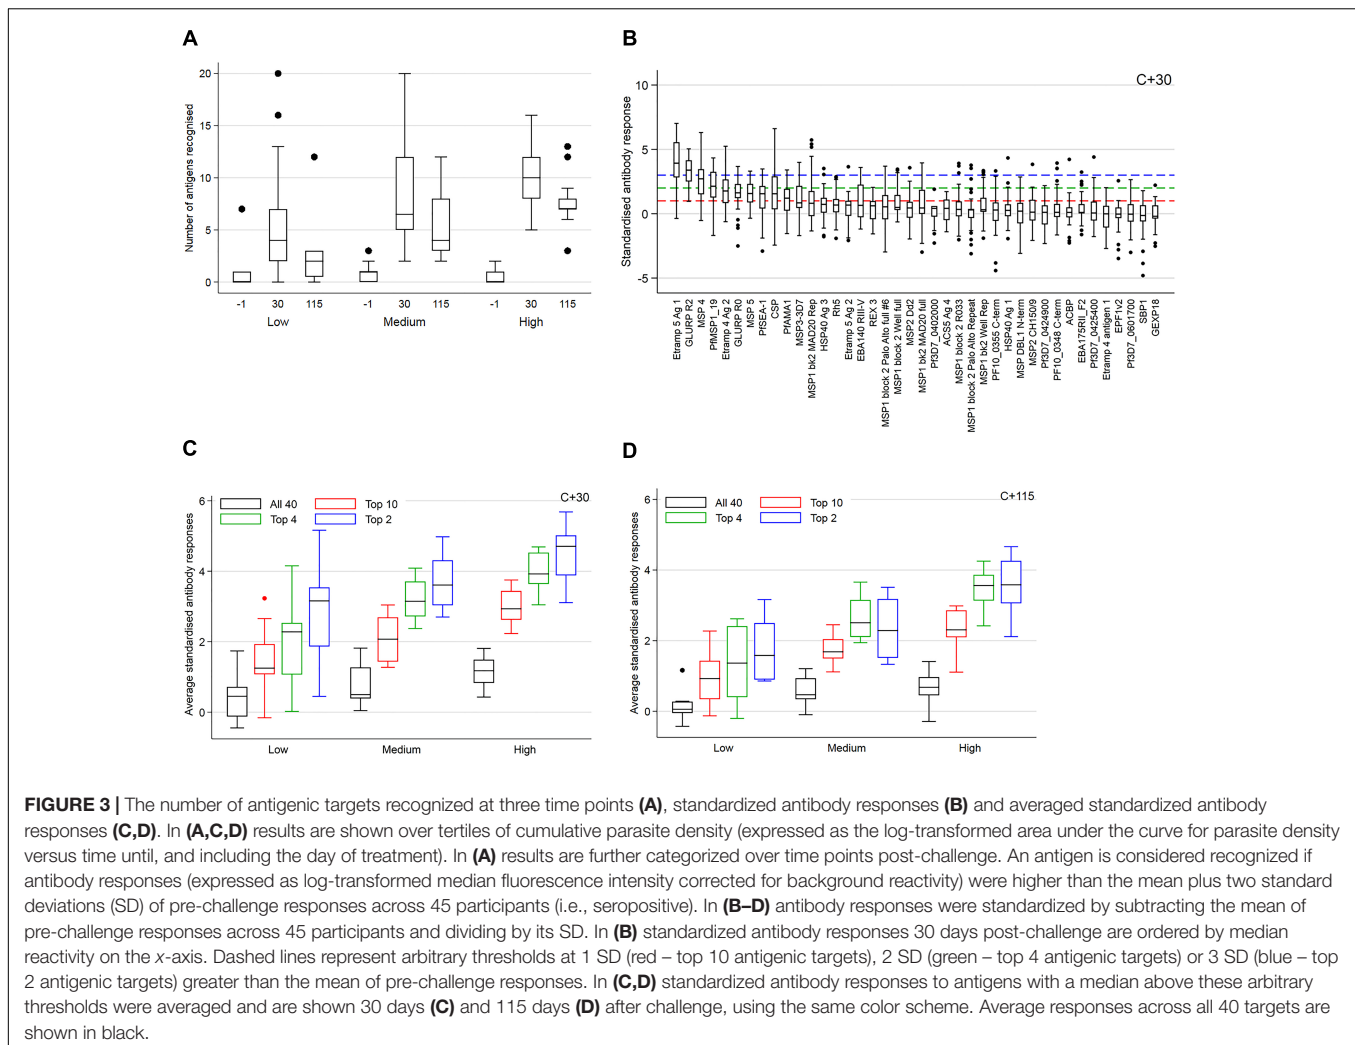 A
Number of antigens recognised
20
15
10
5
0
-1 30 115 -1 30 115 -1 30 115
Low Medium High
B
C+30
Standardised antibody response
10
5
0
-5
Etramp 5 Ag 1
GLURP R2
MSP 4
PfMSP1_19
Etramp 4 Ag 2
GLURP R0
MSP 5
PfSEA-1
CSP
PfAMA1
MSP3-3D7
MSP1 bk2 MAD20 Rep
HSP40 Ag 3
Rh5
Etramp 5 Ag 2
EBA140 RIII-V
REX 3
MSP1 block 2 Palo Alto full #6
MSP1 block 2 Well full
MSP2 Dd2
MSP1 bk2 MAD20 full
Pf3D7_0402000
ACS5 Ag 4
MSP1 block 2 R033
MSP1 block 2 Palo Alto Repeat
MSP1 bk2 Well Rep
PF10_0355 C-term
HSP40 Ag 1
MSP DBL1 N-term
MSP2 CH150/9
Pf3D7_0424900
PF10_0348 C-term
ACBP
EBA175RII_F2
Pf3D7_0425400
Etramp 4 antigen 1
EPF1v2
Pf3D7_0601700
SBP1
GEXP18
C
C+30
All 40 Top 10
Top 4 Top 2
Average standardised antibody responses
6
4
2
0
Low Medium High
D
C+115
All 40 Top 10
Top 4 Top 2
Average standardised antibody responses
6
4
2
0
Low Medium High
FIGURE 3 | The number of antigenic targets recognized at three time points (A), standardized antibody responses (B) and averaged standardized antibody
responses (C,D). In (A,C,D) results are shown over tertiles of cumulative parasite density (expressed as the log-transformed area under the curve for parasite density
versus time until, and including the day of treatment). In (A) results are further categorized over time points post-challenge. An antigen is considered recognized if
antibody responses (expressed as log-transformed median fluorescence intensity corrected for background reactivity) were higher than the mean plus two standard
deviations (SD) of pre-challenge responses across 45 participants (i.e., seropositive). In (B–D) antibody responses were standardized by subtracting the mean of
pre-challenge responses across 45 participants and dividing by its SD. In (B) standardized antibody responses 30 days post-challenge are ordered by median
reactivity on the x-axis. Dashed lines represent arbitrary thresholds at 1 SD (red – top 10 antigenic targets), 2 SD (green – top 4 antigenic targets) or 3 SD (blue – top
2 antigenic targets) greater than the mean of pre-challenge responses. In (C,D) standardized antibody responses to antigens with a median above these arbitrary
thresholds were averaged and are shown 30 days (C) and 115 days (D) after challenge, using the same color scheme. Average responses across all 40 targets are
shown in black.